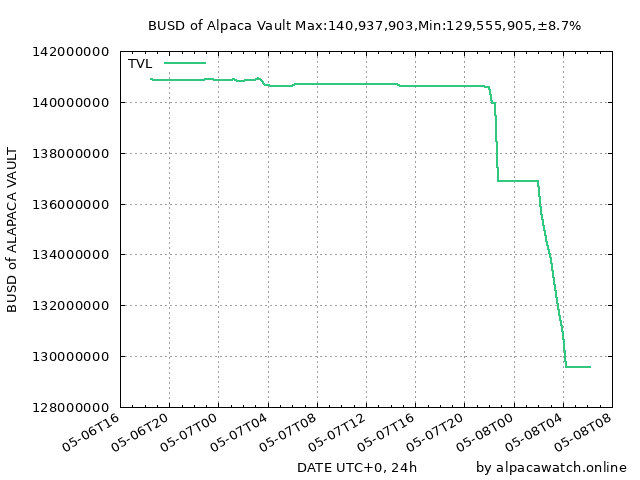 BUSD of Alpaca Vault Max:140,937,903,Min:129,555,905,±8.7%
TVL
142000000
140000000
138000000
136000000
134000000
132000000
130000000
128000000
BUSD of ALAPACA VAULT
05-06T16
05-06T20
05-07T00
05-07T04
05-07T08
05-07T12
05-07T16
05-07T20
05-08T00
05-08T04
05-08T08
DATE UTC+0, 24h
by alpacawatch.online